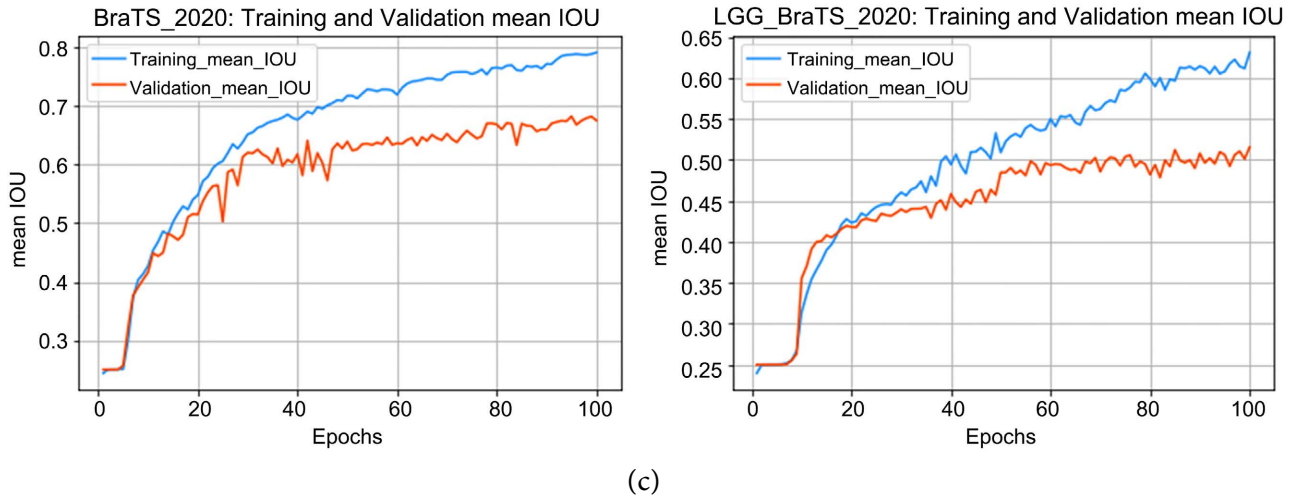 BraTS_2020: Training and Validation mean IOU
0.8
0.7
0.6
0.5
0.4
0.3
mean IOU
Training_mean_IOU
Validation_mean_IOU
0 20 40 60 80 100
Epochs
LGG_BraTS_2020: Training and Validation mean IOU
0.65
0.60
0.55
0.50
0.45
0.40
0.35
0.30
0.25
mean IOU
Training_mean_IOU
Validation_mean_IOU
0 20 40 60 80 100
Epochs
(c)